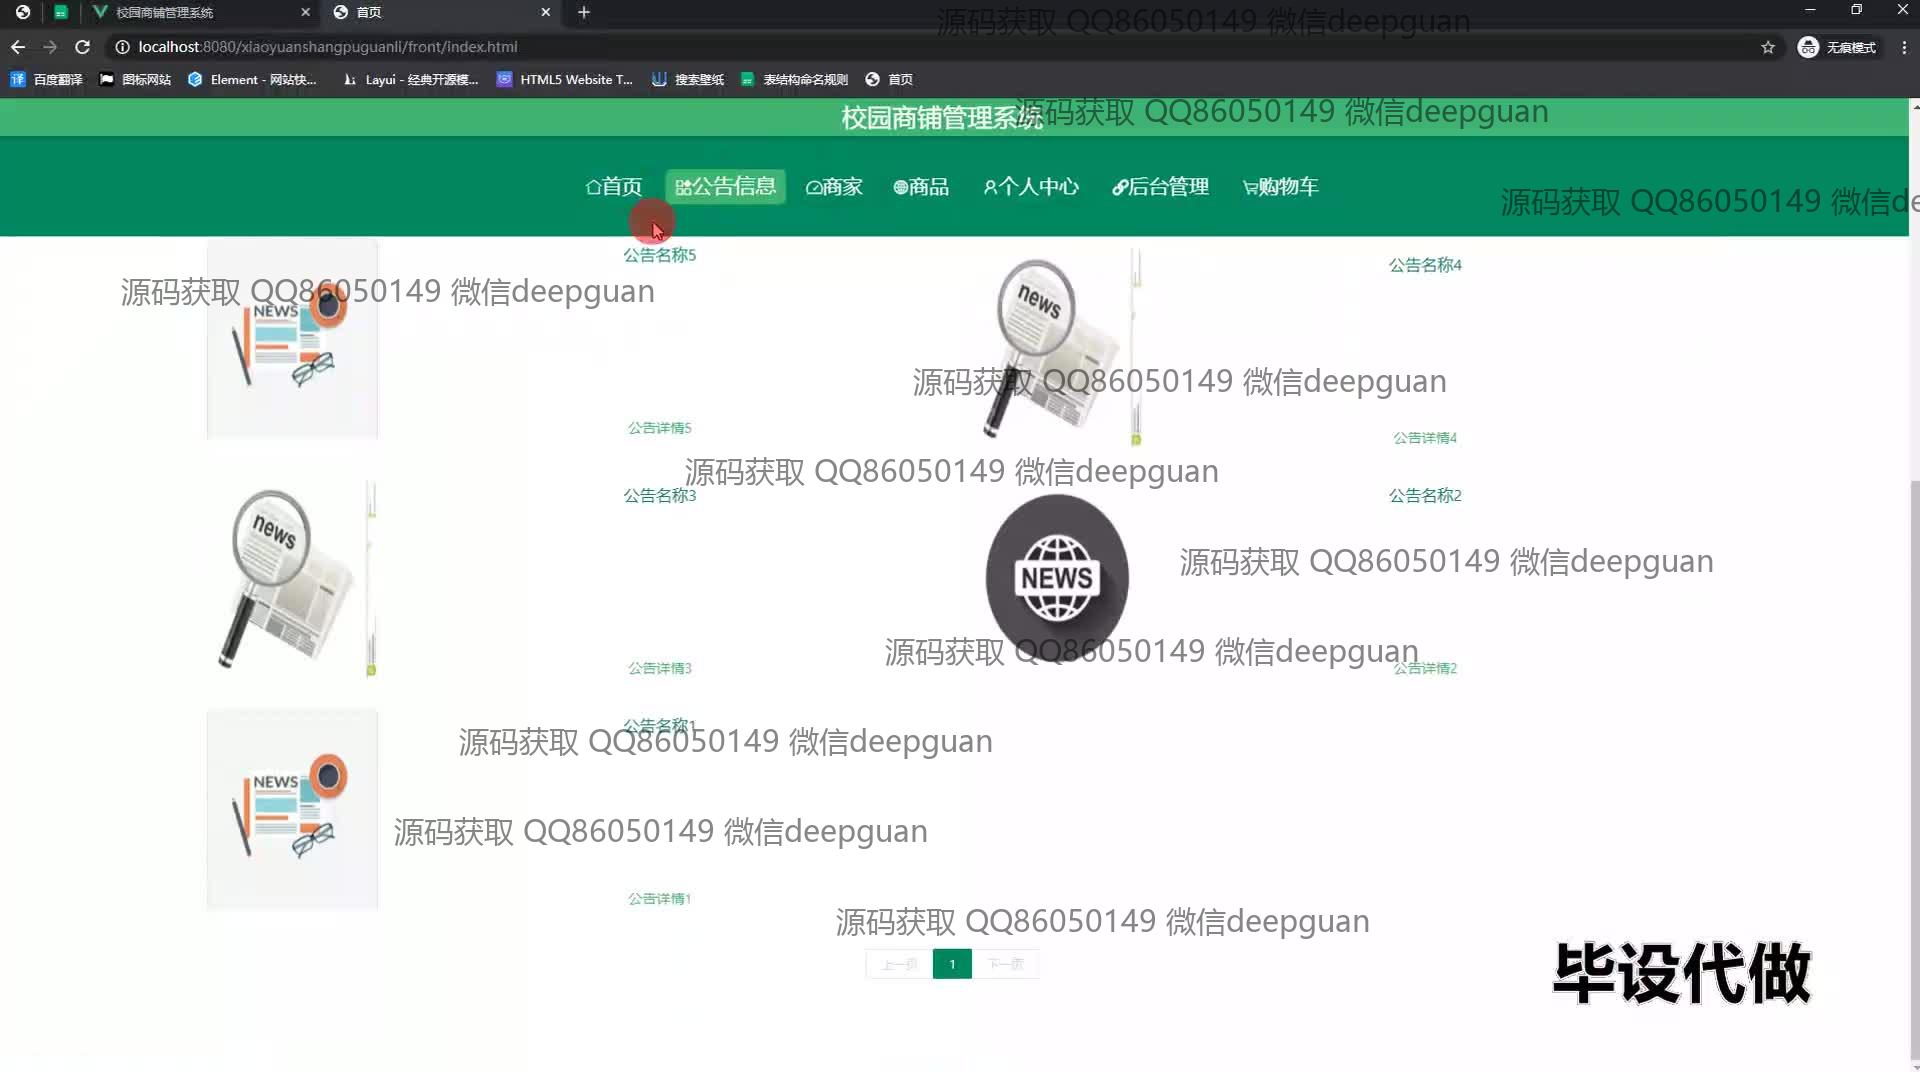 校园商铺管理系统
首页
源码获取 QQ86050149 微信deepguan
localhost:8080/xiaoyuanshangpuguanli/front/index.html
无痕模式
百度翻译
图标网站
Element - 网站快...
Layui - 经典开源模...
HTML5 Website T...
搜索壁纸
表结构命名规则
首页
校园商铺管理系统
源码获取 QQ86050149 微信deepguan
首页
公告信息
商家
商品
个人中心
后台管理
购物车
源码获取 QQ86050149 微信de
公告名称5
公告名称4
源码获取 QQ86050149 微信deepguan
NEWS
news
源码获取 QQ86050149 微信deepguan
公告详情5
公告详情4
源码获取 QQ86050149 微信deepguan
公告名称3
公告名称2
news
NEWS
源码获取 QQ86050149 微信deepguan
源码获取 QQ86050149 微信deepguan
公告详情3
公告详情2
公告名称1
源码获取 QQ86050149 微信deepguan
NEWS
源码获取 QQ86050149 微信deepguan
公告详情1
源码获取 QQ86050149 微信deepguan
上一页
1
下一页
毕设代做